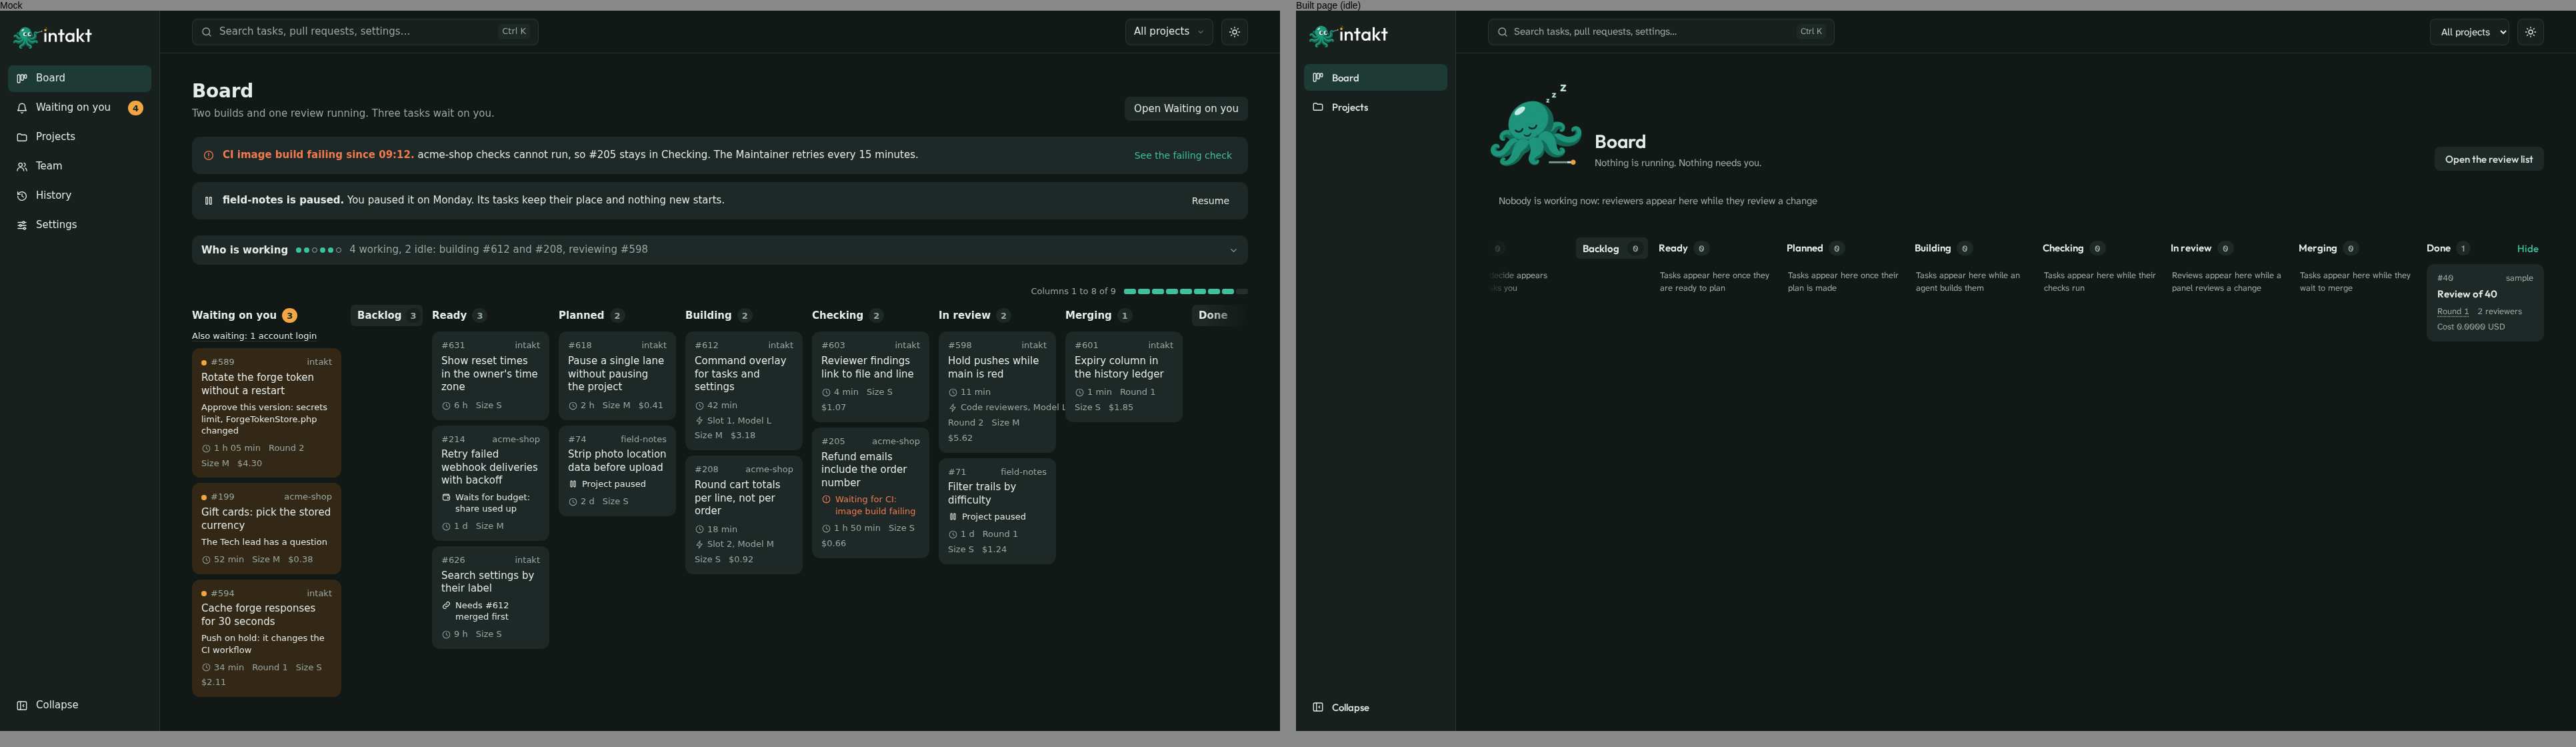 Mock
intakt
Search tasks, pull requests, settings...
Ctrl K
All projects
Board
Waiting on you
4
Projects
Team
History
Settings
Collapse
Board
Two builds and one review running. Three tasks wait on you.
Open Waiting on you
CI image build failing since 09:12. acme-shop checks cannot run, so #205 stays in Checking. The Maintainer retries every 15 minutes.
See the failing check
field-notes is paused. You paused it on Monday. Its tasks keep their place and nothing new starts.
Resume
Who is working
4 working, 2 idle: building #612 and #208, reviewing #598
Columns 1 to 8 of 9
Waiting on you 3
Also waiting: 1 account login
#589 intakt
Rotate the forge token
without a restart
Approve this version: secrets
limit, ForgeTokenStore.php
changed
1 h 05 min Round 2
Size M $4.30
#199 acme-shop
Gift cards: pick the stored
currency
The Tech lead has a question
52 min Size M $0.38
#594 intakt
Cache forge responses
for 30 seconds
Push on hold: it changes the
CI workflow
34 min Round 1 Size S
$2.11
Backlog 3
Ready 3
#631 intakt
Show reset times
in the owner's time
zone
6 h Size S
#214 acme-shop
Retry failed
webhook deliveries
with backoff
Waits for budget:
share used up
1 d Size M
#626 intakt
Search settings by
their label
Needs #612
merged first
9 h Size S
Planned 2
#618 intakt
Pause a single lane
without pausing
the project
2 h Size M $0.41
#74 field-notes
Strip photo location
data before upload
Project paused
2 d Size S
Building 2
#612 intakt
Command overlay
for tasks and
settings
42 min
Slot 1, Model L
Size M $3.18
#208 acme-shop
Round cart totals
per line, not per
order
18 min
Slot 2, Model M
Size S $0.92
Checking 2
#603 intakt
Reviewer findings
link to file and line
4 min Size S
$1.07
#205 acme-shop
Refund emails
include the order
number
Waiting for CI:
image build failing
1 h 50 min Size S
$0.66
In review 2
#598 intakt
Hold pushes while
main is red
11 min
Code reviewers, Model L
Round 2 Size M
$5.62
#71 field-notes
Filter trails by
difficulty
Project paused
1 d Round 1
Size S $1.24
Merging 1
#601 intakt
Expiry column in
the history ledger
1 min Round 1
Size S $1.85
Done
Built page (idle)
intakt
Search tasks, pull requests, settings...
Ctrl K
All projects
Board
Projects
Collapse
z z z
Board
Nothing is running. Nothing needs you.
Open the review list
Nobody is working now: reviewers appear here while they review a change
0
appears
you
Backlog 0
Ready 0
Tasks appear here once they
are ready to plan
Planned 0
Tasks appear here once their
plan is made
Building 0
Tasks appear here while an
agent builds them
Checking 0
Tasks appear here while their
checks run
In review 0
Reviews appear here while a
panel reviews a change
Merging 0
Tasks appear here while they
wait to merge
Done 1
Hide
#40 sample
Review of 40
Round 1 2 reviewers
Cost 0.0000 USD